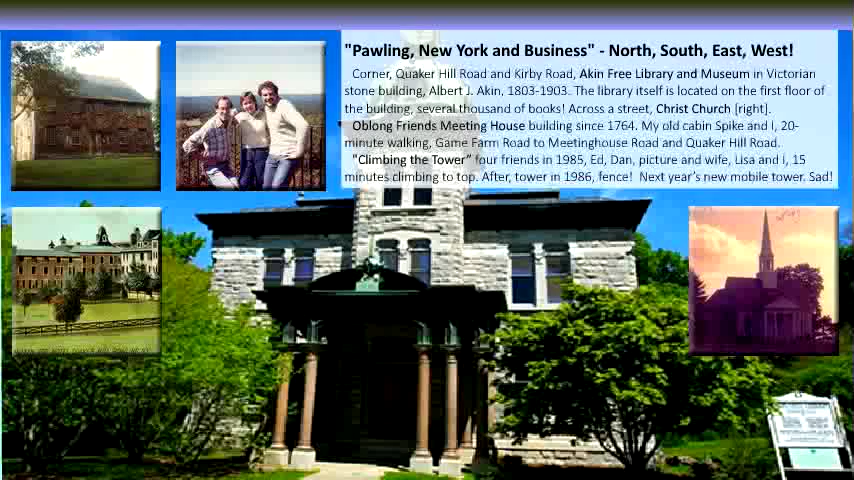 "Pawling, New York and Business" - North, South, East, West!
Corner, Quaker Hill Road and Kirby Road, Akin Free Library and Museum in Victorian
stone building, Albert J. Akin, 1803-1903. The library itself is located on the first floor of
the building, several thousand of books! Across a street, Christ Church [right].
Oblong Friends Meeting House building since 1764. My old cabin Spike and I, 20-
minute walking, Game Farm Road to Meetinghouse Road and Quaker Hill Road.
"Climbing the Tower” four friends in 1985, Ed, Dan, picture and wife, Lisa and I, 15
minutes climbing to top. After, tower in 1986, fence! Next year’s new mobile tower. Sad!